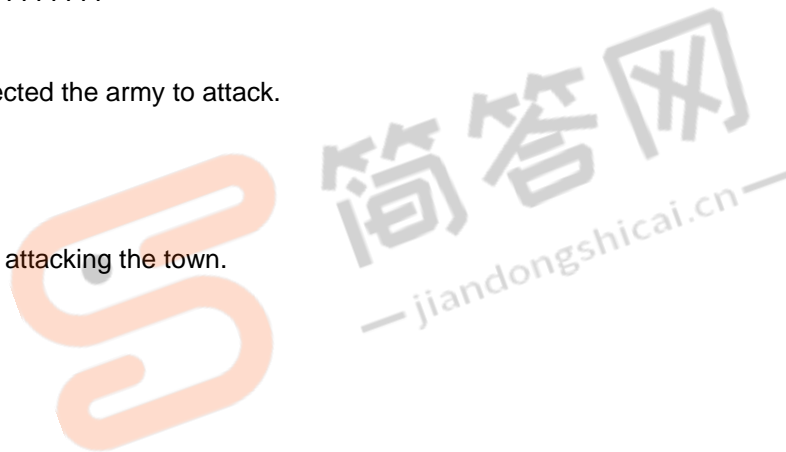 ected the army to attack.
简答网
jiandongshicai.cn
attacking the town.